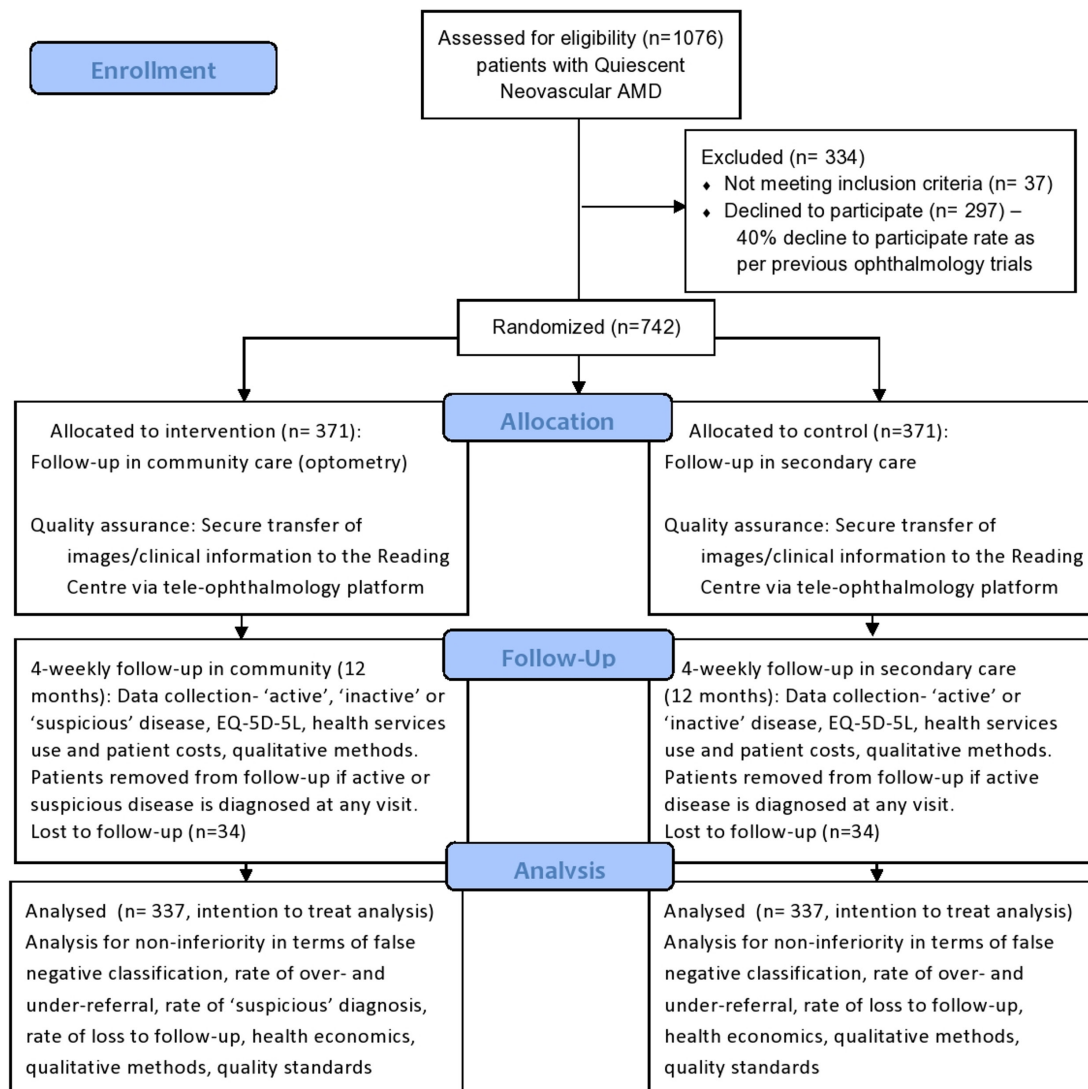 Enrollment
Assessed for eligibility (n=1076)
patients with Quiescent
Neovascular AMD
Excluded (n= 334)
♦ Not meeting inclusion criteria (n= 37)
♦ Declined to participate (n= 297) –
40% decline to participate rate as
per previous ophthalmology trials
Randomized (n=742)
Allocation
Allocated to intervention (n= 371):
Follow-up in community care (optometry)
Quality assurance: Secure transfer of
images/clinical information to the Reading
Centre via tele-ophthalmology platform
Allocated to control (n=371):
Follow-up in secondary care
Quality assurance: Secure transfer of
images/clinical information to the Reading
Centre via tele-ophthalmology platform
Follow-Up
4-weekly follow-up in community (12
months): Data collection- ‘active’, ‘inactive’ or
‘suspicious’ disease, EQ-5D-5L, health services
use and patient costs, qualitative methods.
Patients removed from follow-up if active or
suspicious disease is diagnosed at any visit.
Lost to follow-up (n=34)
4-weekly follow-up in secondary care
(12 months): Data collection- ‘active’ or
‘inactive’ disease, EQ-5D-5L, health services
use and patient costs, qualitative methods.
Patients removed from follow-up if active
disease is diagnosed at any visit.
Lost to follow-up (n=34)
Analysis
Analysed (n= 337, intention to treat analysis)
Analysis for non-inferiority in terms of false
negative classification, rate of over- and
under-referral, rate of ‘suspicious’ diagnosis,
rate of loss to follow-up, health economics,
qualitative methods, quality standards
Analysed (n= 337, intention to treat analysis)
Analysis for non-inferiority in terms of false
negative classification, rate of over- and
under-referral, rate of loss to follow-up,
health economics, qualitative methods,
quality standards